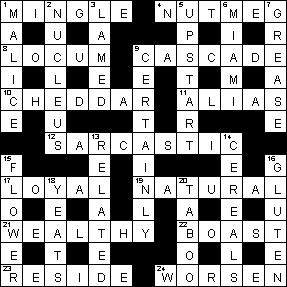 1 M I 2 N G 3 L E 4 N 5 U T 6 M E 7 G
A U A P I R
8 L O C U M 9 C A S C A D E
I L E E T M A
10 C H E D D A R 11 A L I A S
E U T R E
12 S A 13 R C A S T I 14 C
15 F E I E 16 G
17 L O 18 Y A L 19 N A 20 T U R A L
O E L L A E U
21 W E A L T H Y 22 B O A S T
E T E O L E
23 R E S I D E 24 W O R S E N